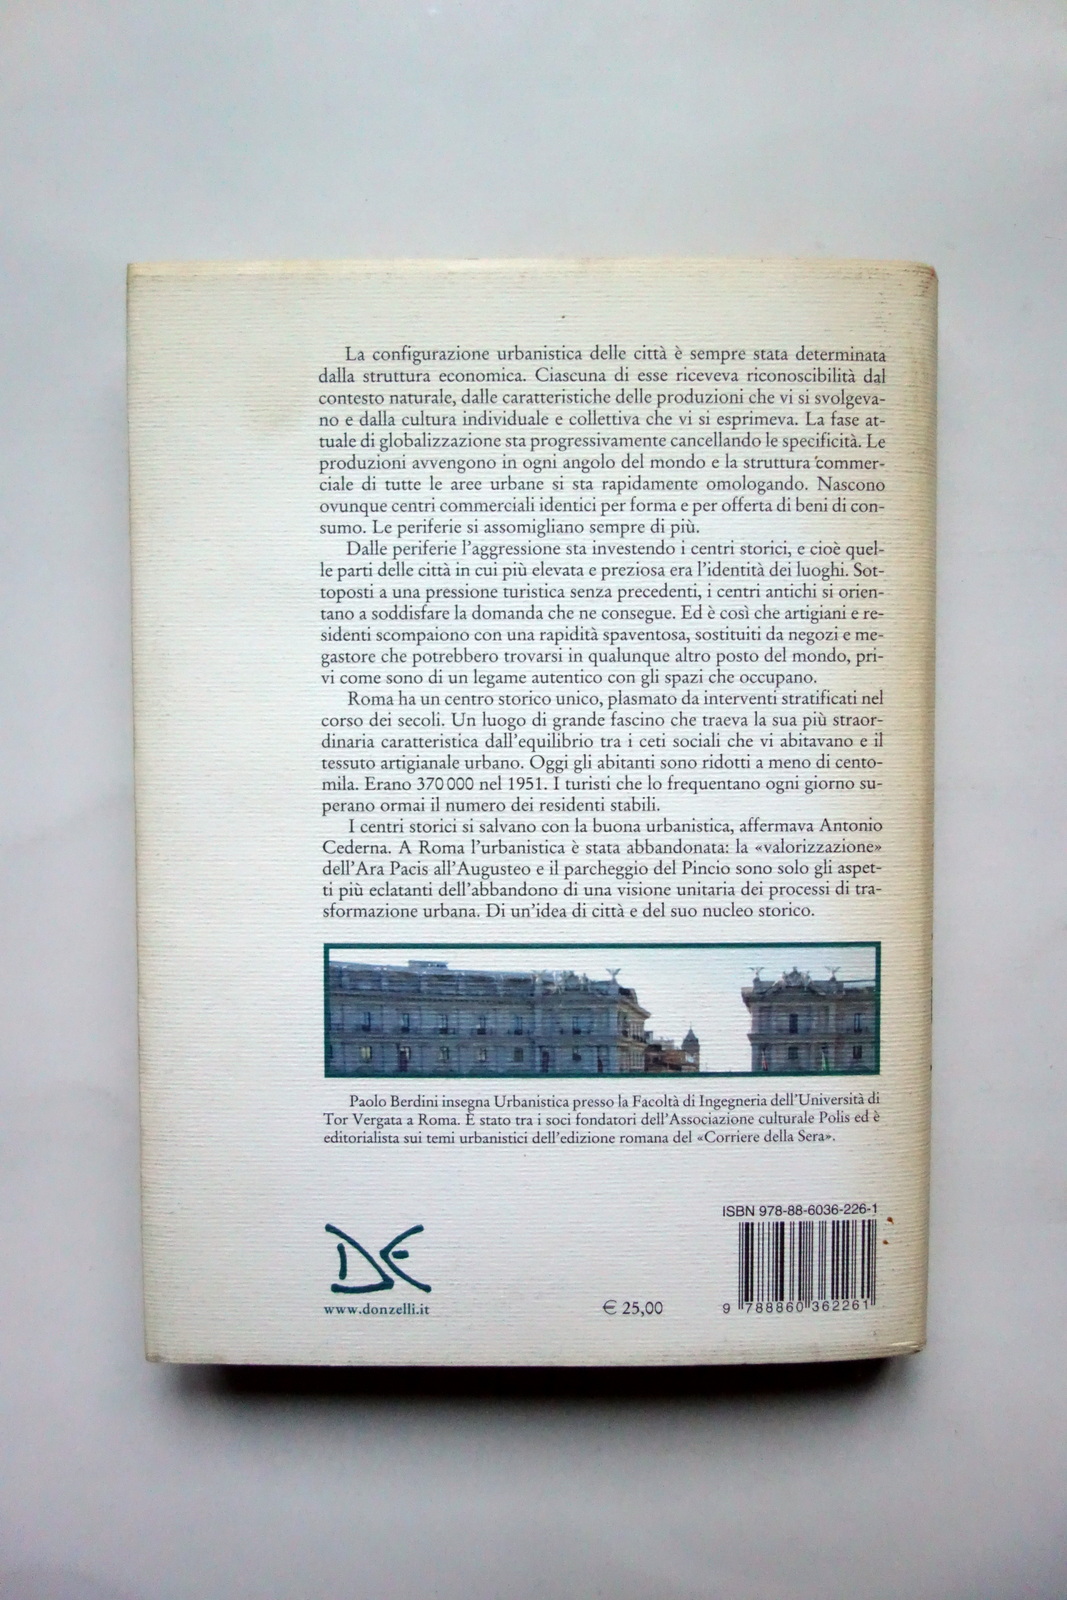 La configurazione urbanistica delle città è sempre stata determinata
dalla struttura economica. Ciascuna di esse riceveva riconoscibilità dal
contesto naturale, dalle caratteristiche delle produzioni che vi si svolgeva-
no e dalla cultura individuale e collettiva che vi si esprimeva. La fase at-
tuale di globalizzazione sta progressivamente cancellando le specificità. Le
produzioni avvengono in ogni angolo del mondo e la struttura commer-
ciale di tutte le aree urbane si sta rapidamente omologando. Nascono
ovunque centri commerciali identici per forma e per offerta di beni di con-
sumo. Le periferie si assomigliano sempre di più.
Dalle periferie l'aggressione sta investendo i centri storici, e cioè quel-
le parti delle città in cui più elevata e preziosa era l'identità dei luoghi. Sot-
toposti a una pressione turistica senza precedenti, i centri antichi si orien-
tano a soddisfare la domanda che ne consegue. Ed è così che artigiani e re-
sidenti scompaiono con una rapidità spaventosa, sostituiti da negozi e me-
gastore che potrebbero trovarsi in qualunque altro posto del mondo, pri-
vi come sono di un legame autentico con gli spazi che occupano.
Roma ha un centro storico unico, plasmato da interventi stratificati nel
corso dei secoli. Un luogo di grande fascino che traeva la sua più straor-
dinaria caratteristica dall'equilibrio tra i ceti sociali che vi abitavano e il
tessuto artigianale urbano. Oggi gli abitanti sono ridotti a meno di cento-
mila. Erano 370 000 nel 1951. I turisti che lo frequentano ogni giorno su-
perano ormai il numero dei residenti stabili.
I centri storici si salvano con la buona urbanistica, affermava Antonio
Cederna. A Roma l'urbanistica è stata abbandonata: la «valorizzazione»
dell'Ara Pacis all'Augusteo e il parcheggio del Pincio sono solo gli aspet-
ti più eclatanti dell'abbandono di una visione unitaria dei processi di tra-
sformazione urbana. Di un'idea di città e del suo nucleo storico.
Paolo Berdini insegna Urbanistica presso la Facoltà di Ingegneria dell'Università di
Tor Vergata a Roma. È stato tra i soci fondatori dell'Associazione culturale Polis ed è
editorialista sui temi urbanistici dell'edizione romana del «Corriere della Sera».
ISBN 978-88-6036-226-1
DE
www.donzelli.it
€ 25,00
9 788860 362261